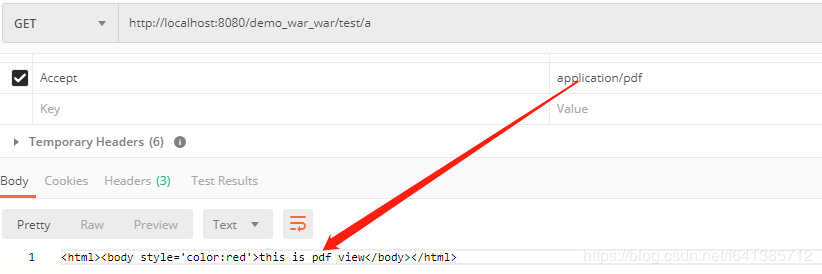 GET http://localhost:8080/demo_war_war/test/a
Accept application/pdf
Key Value
Temporary Headers (6)
Body Cookies Headers (3) Test Results
Pretty Raw Preview Text
1 <html><body style='color:red'>this is pdf view</body></html>
https://blog.csdn.net/f641385712